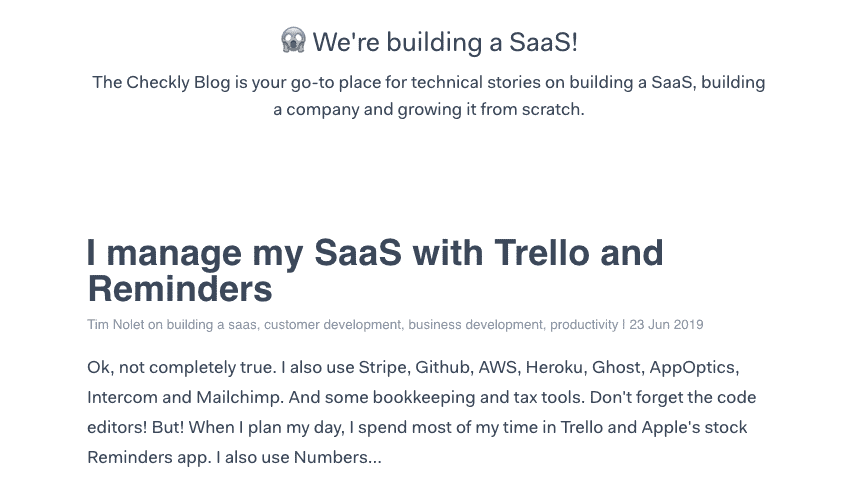 😱 We're building a SaaS!
The Checkly Blog is your go-to place for technical stories on building a SaaS, building
a company and growing it from scratch.
I manage my SaaS with Trello and
Reminders
Tim Nolet on building a saas, customer development, business development, productivity | 23 Jun 2019
Ok, not completely true. I also use Stripe, Github, AWS, Heroku, Ghost, AppOptics,
Intercom and Mailchimp. And some bookkeeping and tax tools. Don't forget the code
editors! But! When I plan my day, I spend most of my time in Trello and Apple's stock
Reminders app. I also use Numbers...